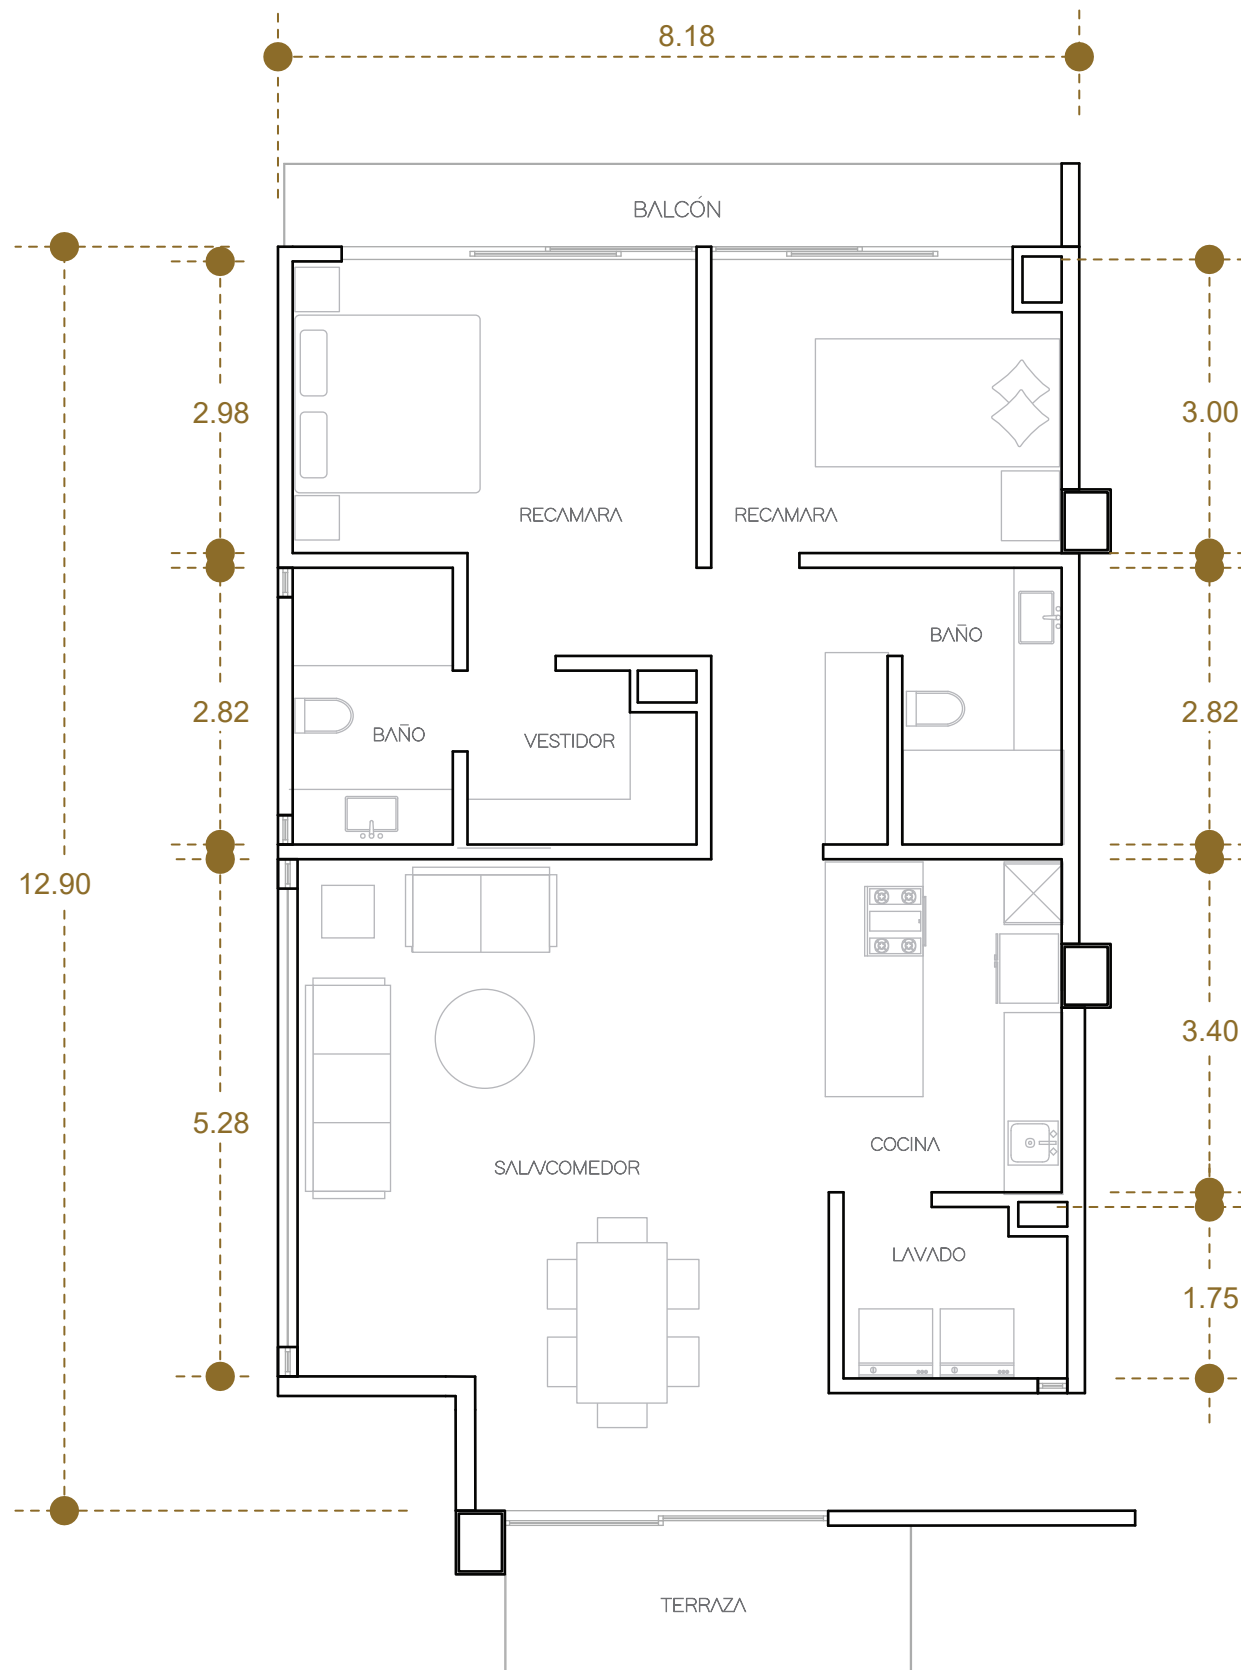 8.18
BALCÓN
2.98
3.00
RECAMARA
RECAMARA
BAÑO
2.82
2.82
BAÑO
VESTIDOR
12.90
3.40
5.28
COCINA
SALA/COMEDOR
LAVADO
1.75
TERRAZA